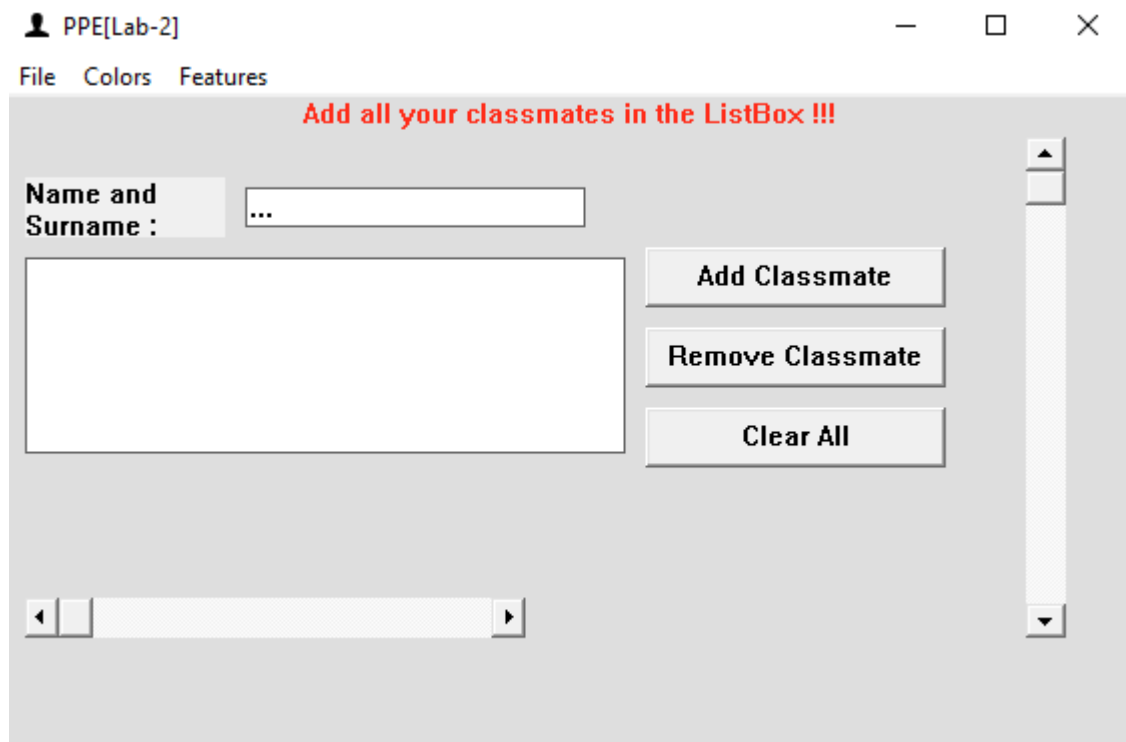 PPE[Lab-2]
File Colors Features
Add all your classmates in the ListBox !!!
Name and
Surname :
...
Add Classmate
Remove Classmate
Clear All